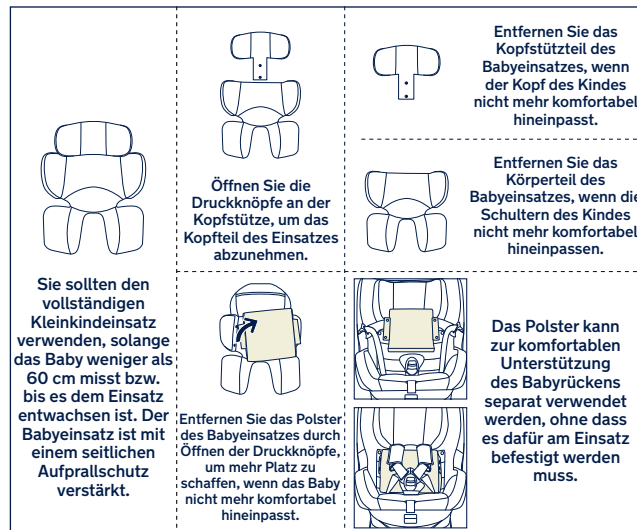 Sie sollten den
vollständigen
Kleinkindeinsatz
verwenden, solange
das Baby weniger als
60 cm misst bzw.
bis es dem Einsatz
entwachsen ist. Der
Babyeinsatz ist mit
einem seitlichen
Aufprallschutz
verstärkt.
Öffnen Sie die
Druckknöpfe an der
Kopfstütze, um das
Kopfteil des Einsatzes
abzunehmen.
Entfernen Sie das
Kopfstützteil des
Babyeinsatzes, wenn
der Kopf des Kindes
nicht mehr komfortabel
hineinpasst.
Entfernen Sie das
Körperteil des
Babyeinsatzes, wenn die
Schultern des Kindes
nicht mehr komfortabel
hineinpassen.
Entfernen Sie das Polster
des Babyeinsatzes durch
Öffnen der Druckknöpfe,
um mehr Platz zu
schaffen, wenn das Baby
nicht mehr komfortabel
hineinpasst.
Das Polster kann
zur komfortablen
Unterstützung
des Babyrückens
separat verwendet
werden, ohne dass
es dafür am Einsatz
befestigt werden
muss.